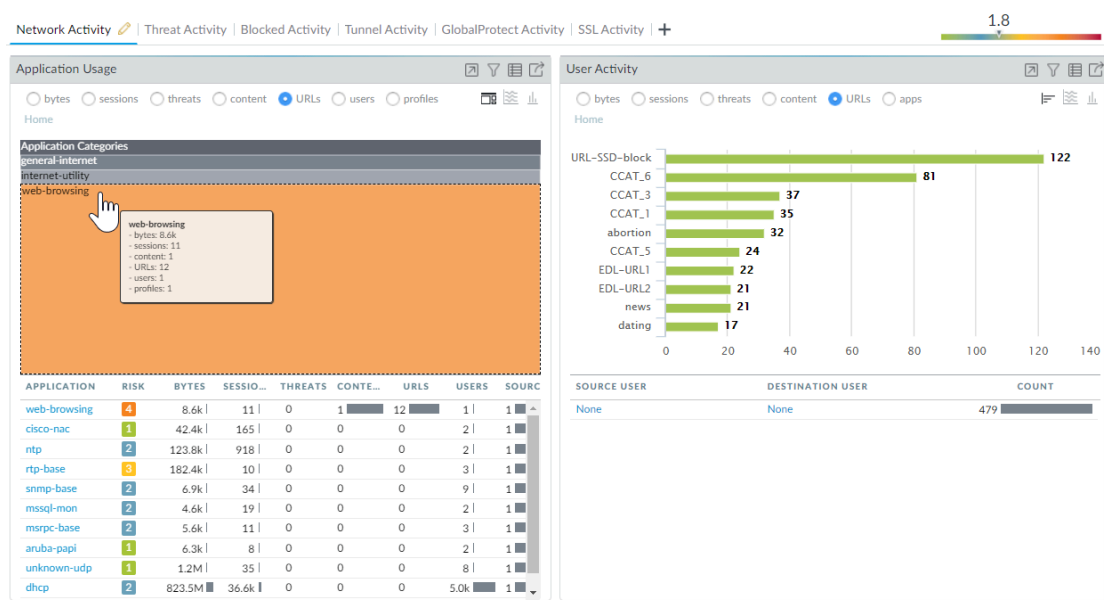 1.8
Network Activity | Threat Activity | Blocked Activity | Tunnel Activity | GlobalProtect Activity | SSL Activity | +
Application Usage
bytes sessions threats content URLs users profiles
Home
Application Categories
general-internet
internet-utility
web-browsing
web-browsing
- bytes: 8.6k
- sessions: 11
- content: 1
- URLs: 12
- users: 1
- profiles: 1
APPLICATION RISK BYTES SESSIO... THREATS CONTE... URLS USERS SOURC
web-browsing 4 8.6k 11 0 1 12 1 1
cisco-nac 1 42.4k 165 0 0 0 2 1
ntp 2 123.8k 918 0 0 0 2 1
rtp-base 3 182.4k 10 0 0 0 3 1
snmp-base 2 6.9k 34 0 0 0 9 1
mssql-mon 2 4.6k 19 0 0 0 2 1
msrpc-base 2 5.6k 11 0 0 0 3 1
aruba-papi 1 6.3k 8 0 0 0 2 1
unknown-udp 1 1.2M 35 0 0 0 8 1
dhcp 2 823.5M 36.6k 0 0 0 5.0k 1
User Activity
bytes sessions threats content URLs apps
Home
URL-SSD-block 122
CCAT_6 81
CCAT_3 37
CCAT_1 35
abortion 32
CCAT_5 24
EDL-URL1 22
EDL-URL2 21
news 21
dating 17
0 20 40 60 80 100 120 140
SOURCE USER DESTINATION USER COUNT
None None 479